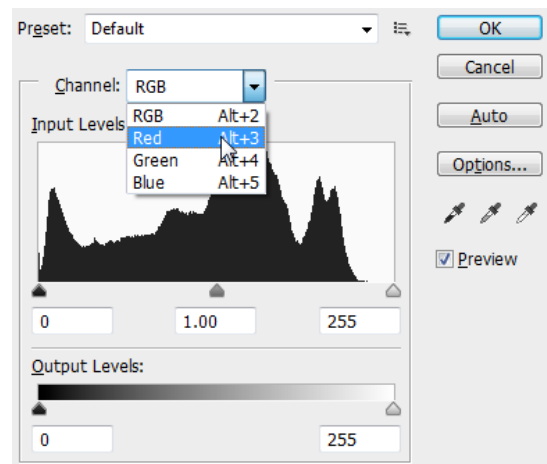 Preset: Default
OK
Cancel
Channel: RGB
RGB Alt+2
Input Levels
Red Alt+3
Green Alt+4
Blue Alt+5
Auto
Options...
Preview
0 1.00 255
Output Levels:
0 255